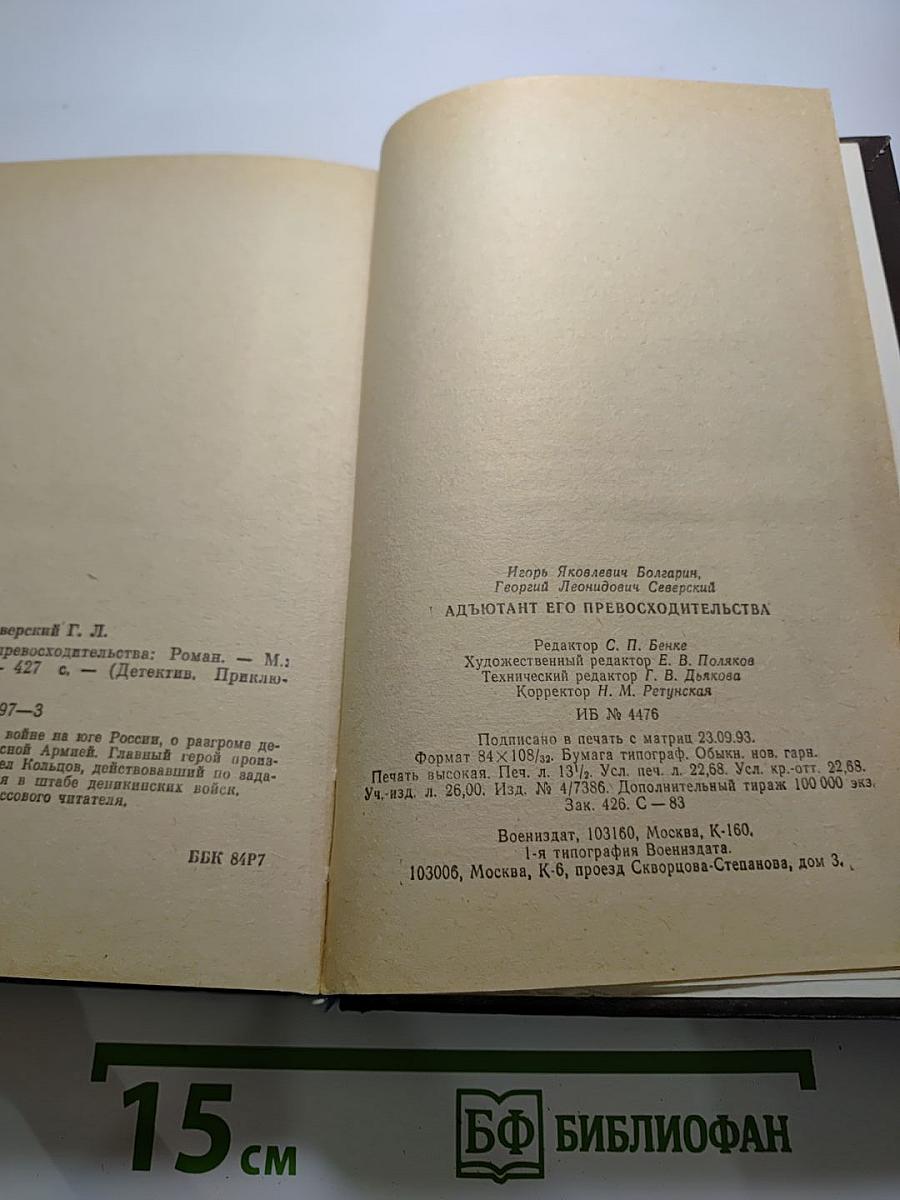 верский Г. Л.
превосходительства: Роман. — М.:
— 427 с. — (Детектив. Приклю-
97—3
войне на юге России, о разгроме де-
сной Армией. Главный герой произ-
ел Кольцов, действовавший по зада-
я в штабе деникинских войск.
ссового читателя.
ББК 84Р7
Игорь Яковлевич Болгарин,
Георгий Леонидович Северский
АДЪЮТАНТ ЕГО ПРЕВОСХОДИТЕЛЬСТВА
Редактор С. П. Бенке
Художественный редактор Е. В. Поляков
Технический редактор Г. В. Дьякова
Корректор Н. М. Ретунская
ИБ № 4476
Подписано в печать с матриц 23.09.93.
Формат 84×108/32. Бумага типограф. Обыкн. нов. гарн.
Печать высокая. Печ. л. 13½. Усл. печ. л. 22,68. Усл. кр.-отт. 22,68.
Уч.-изд. л. 26,00. Изд. № 4/7386. Дополнительный тираж 100 000 экз.
Зак. 426. С — 83
Воениздат, 103160, Москва, К-160.
1-я типография Воениздата.
103006, Москва, К-6, проезд Скворцова-Степанова, дом 3.
15 см
БФ БИБЛИОФАН